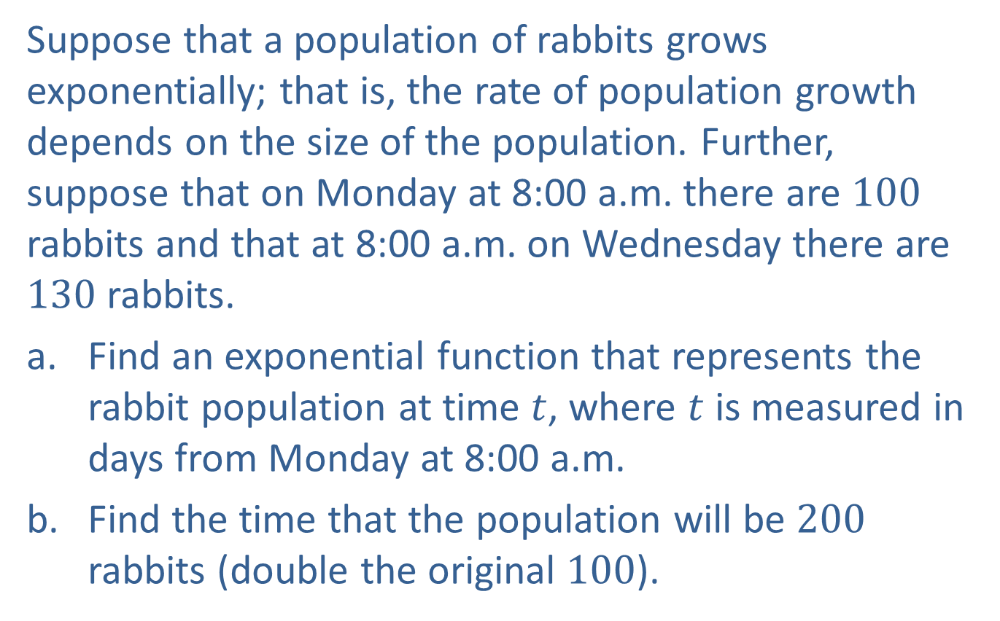 Suppose that a population of rabbits grows
exponentially; that is, the rate of population growth
depends on the size of the population. Further,
suppose that on Monday at 8:00 a.m. there are 100
rabbits and that at 8:00 a.m. on Wednesday there are
130 rabbits.
a. Find an exponential function that represents the
rabbit population at time t, where t is measured in
days from Monday at 8:00 a.m.
b. Find the time that the population will be 200
rabbits (double the original 100).